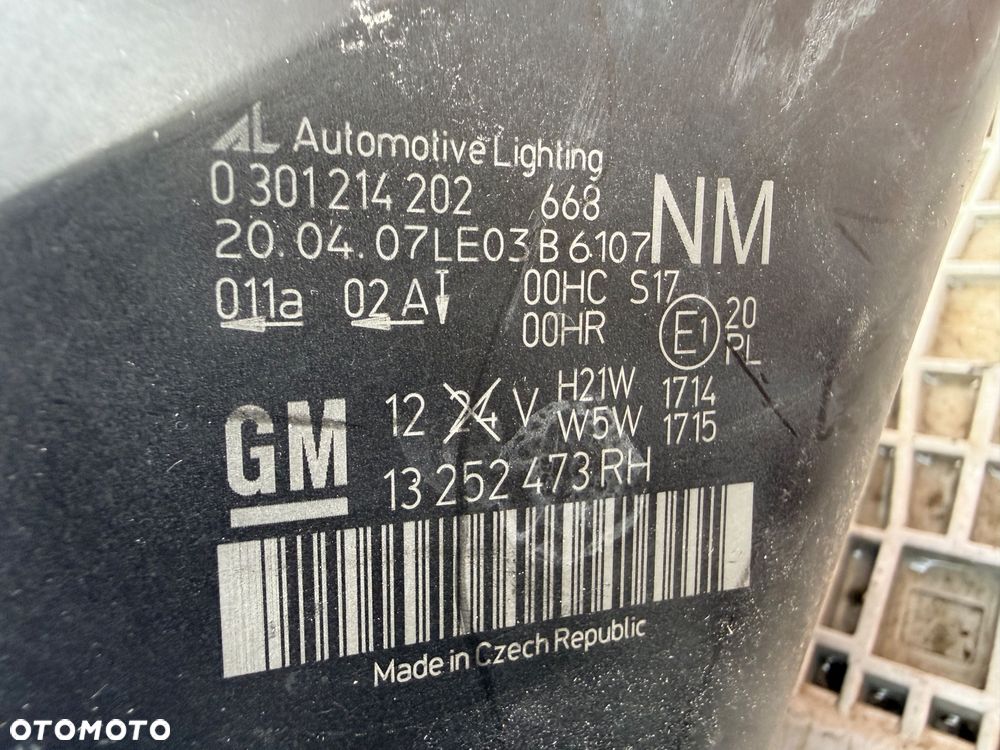 AL Automotive Lighting
0 301 214 202 668
NM
20.04.07LE03 B 6107
011a 02A 00HC S17
00HR E1 20
PL
GM
12 24 V H21W 1714
W5W 1715
13 252 473 RH
Made in Czech Republic
OTOMOTO